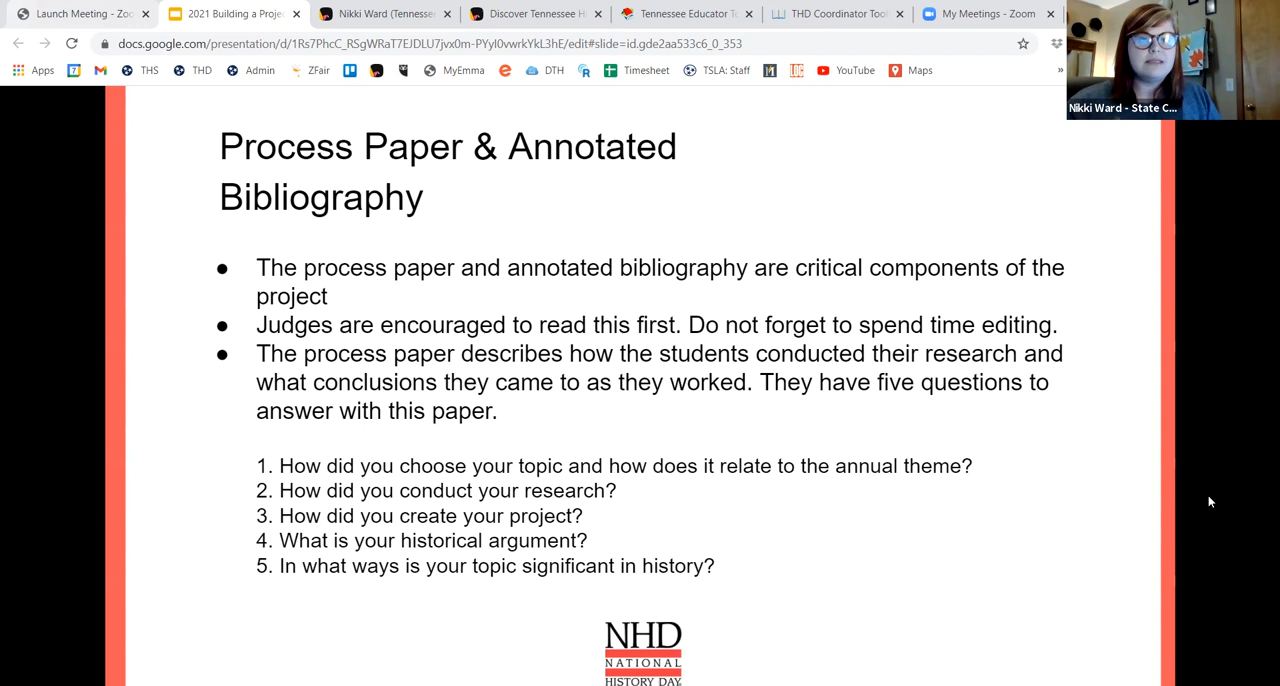 Launch Meeting - Zoo
2021 Building a Projec
Nikki Ward (Tennesse
Discover Tennessee H
Tennessee Educator To
THD Coordinator Tool
My Meetings - Zoom
docs.google.com/presentation/d/1Rs7PhcC_RSgWRaT7EJDLU7jvx0m-PYyI0vwrkYkL3hE/edit#slide=id.gde2aa533c6_0_353
Apps
7
THS
THD
Admin
ZFair
MyEmma
DTH
Timesheet
TSLA: Staff
YouTube
Maps
»
Nikki Ward - State C...
Process Paper & Annotated
Bibliography
● The process paper and annotated bibliography are critical components of the
project
● Judges are encouraged to read this first. Do not forget to spend time editing.
● The process paper describes how the students conducted their research and
what conclusions they came to as they worked. They have five questions to
answer with this paper.
1. How did you choose your topic and how does it relate to the annual theme?
2. How did you conduct your research?
3. How did you create your project?
4. What is your historical argument?
5. In what ways is your topic significant in history?
NHD
NATIONAL
HISTORY DAY